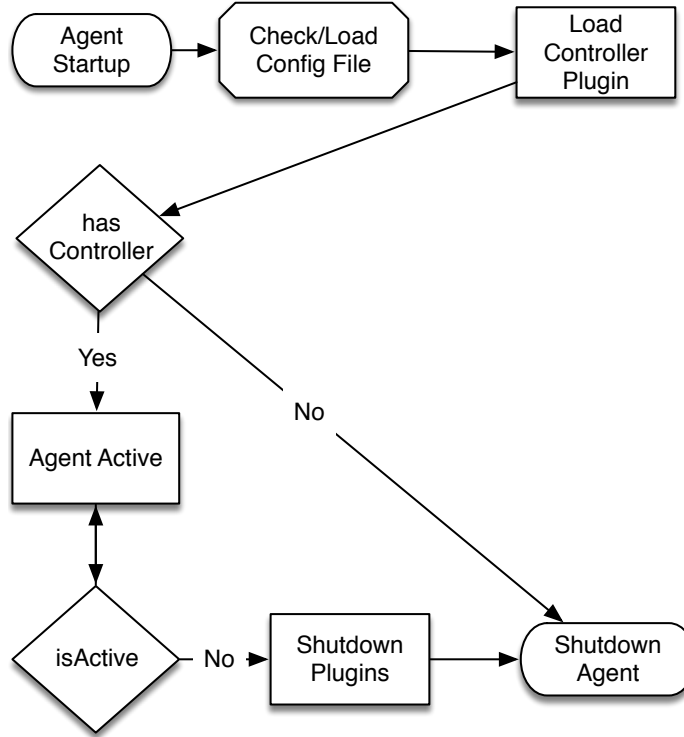 Agent
Startup
Check/Load
Config File
Load
Controller
Plugin
has
Controller
Yes
No
Agent Active
isActive
No
Shutdown
Plugins
Shutdown
Agent